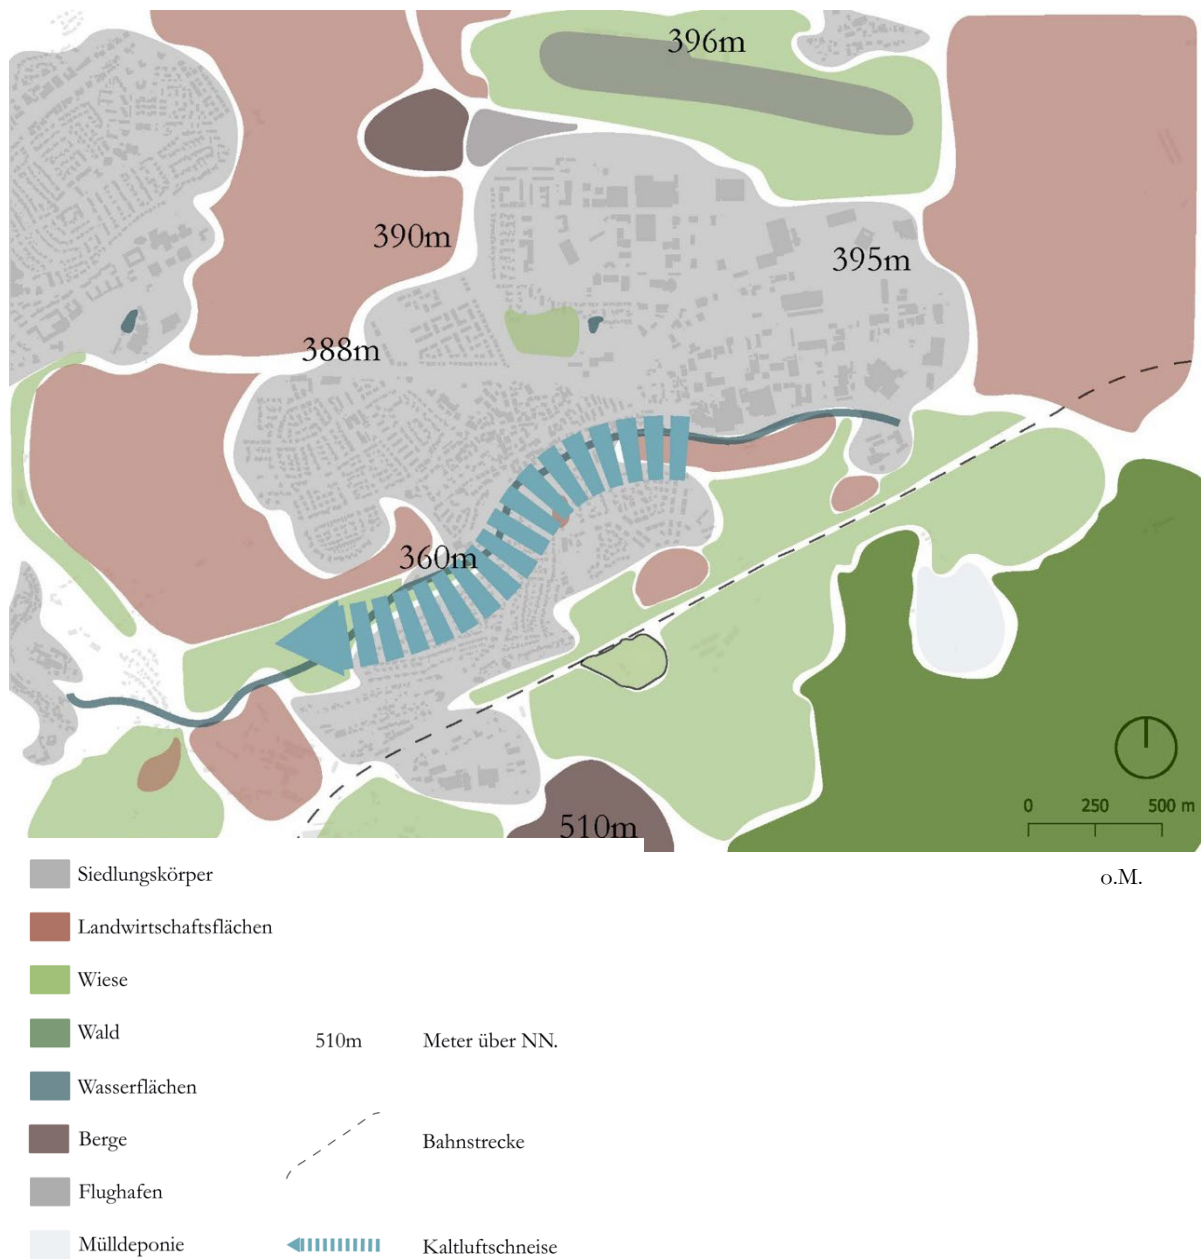 396m
390m
395m
388m
360m
510m
0 250 500 m
o.M.
Siedlungskörper
Landwirtschaftsflächen
Wiese
Wald
510m Meter über NN.
Wasserflächen
Berge
Bahnstrecke
Flughafen
Mülldeponie
Kaltluftschneise